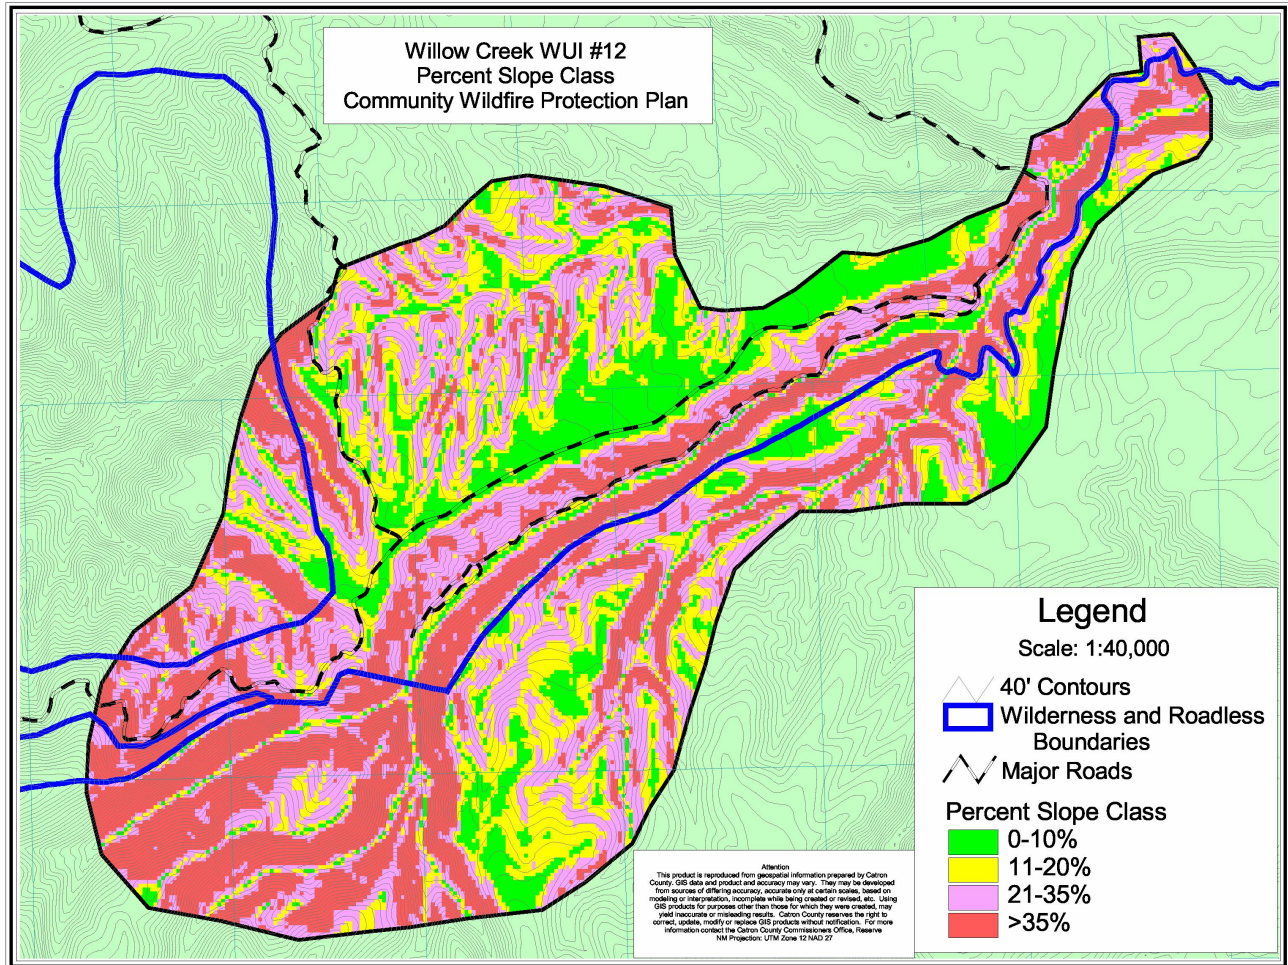 Willow Creek WUI #12
Percent Slope Class
Community Wildfire Protection Plan
Legend
Scale: 1:40,000
40' Contours
Wilderness and Roadless
Boundaries
Major Roads
Percent Slope Class
0-10%
11-20%
21-35%
>35%
Attention
This product is reproduced from geospatial information prepared by Catron
County. GIS data and product and accuracy may vary. They may be developed
from sources of differing accuracy, accurate only at certain scales, based on
modeling or interpretation, incomplete while being created or revised, etc. Using
GIS products for purposes other than those for which they were created, may
yield inaccurate or misleading results. Catron County reserves the right to
correct, update, modify or replace GIS products without notification. For more
information contact the Catron County Commissioners Office, Reserve
NM Projection: UTM Zone 12 NAD 27